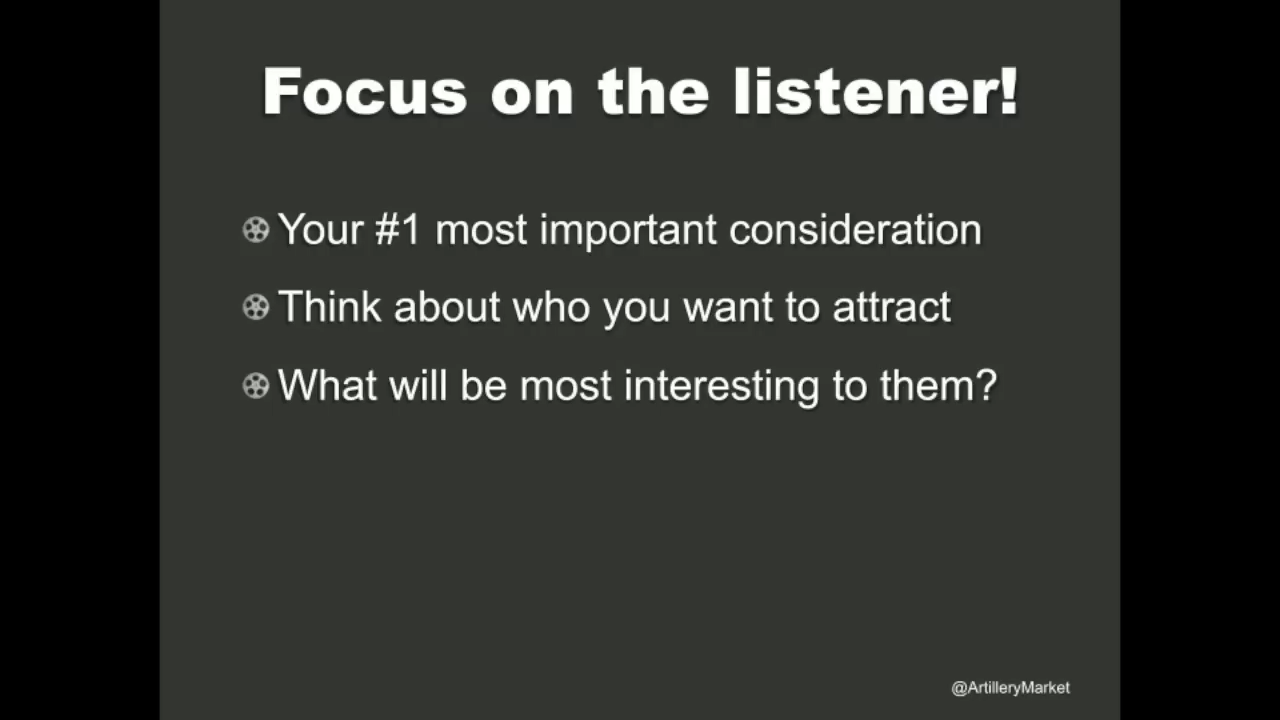 Focus on the listener!
Your #1 most important consideration
Think about who you want to attract
What will be most interesting to them?
@ArtilleryMarket